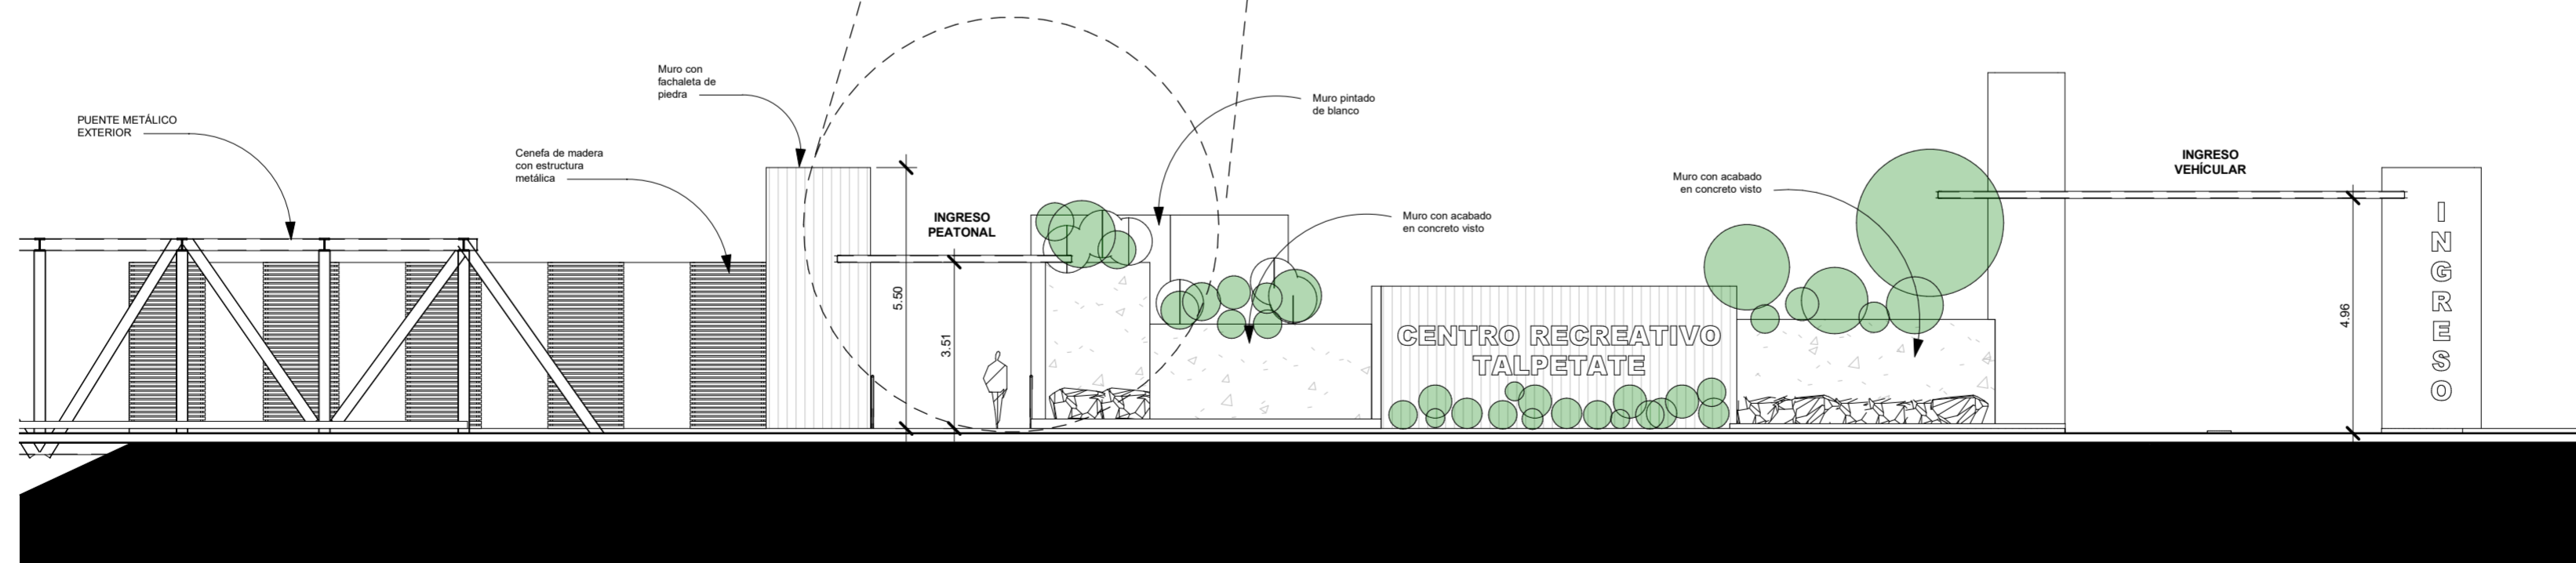 PUENTE METÁLICO
EXTERIOR
Cenefa de madera
con estructura
metálica
Muro con
fachaleta de
piedra
5.50
INGRESO
PEATONAL
3.51
Muro pintado
de blanco
Muro con acabado
en concreto visto
CENTRO RECREATIVO
TALPETATE
Muro con acabado
en concreto visto
INGRESO
VEHÍCULAR
4.96
INGRESO